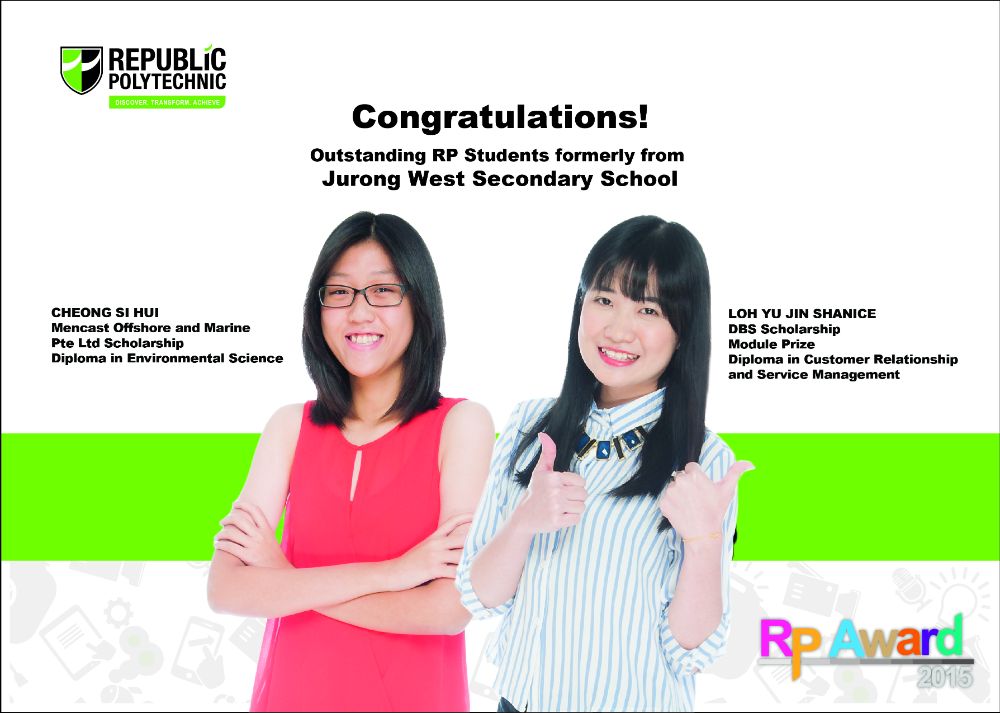 REPUBLIC
POLYTECHNIC
DISCOVER. TRANSFORM. ACHIEVE
Congratulations!
Outstanding RP Students formerly from
Jurong West Secondary School
CHEONG SI HUI
Mencast Offshore and Marine
Pte Ltd Scholarship
Diploma in Environmental Science
LOH YU JIN SHANICE
DBS Scholarship
Module Prize
Diploma in Customer Relationship
and Service Management
Rp Award
2015